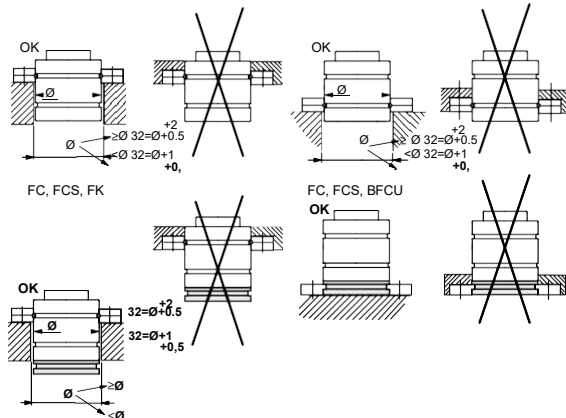 OK
Ø
+2
≥Ø 32=Ø+0.5
Ø
<Ø 32=Ø+1
+0,
FC, FCS, FK
OK
Ø
+2
≥ Ø 32=Ø+0.5
Ø
<Ø 32=Ø+1
+0,
FC, FCS, BFCU
OK
+2
32=Ø+0.5
Ø
32=Ø+1
+0,5
Ø
≥Ø
<Ø
OK